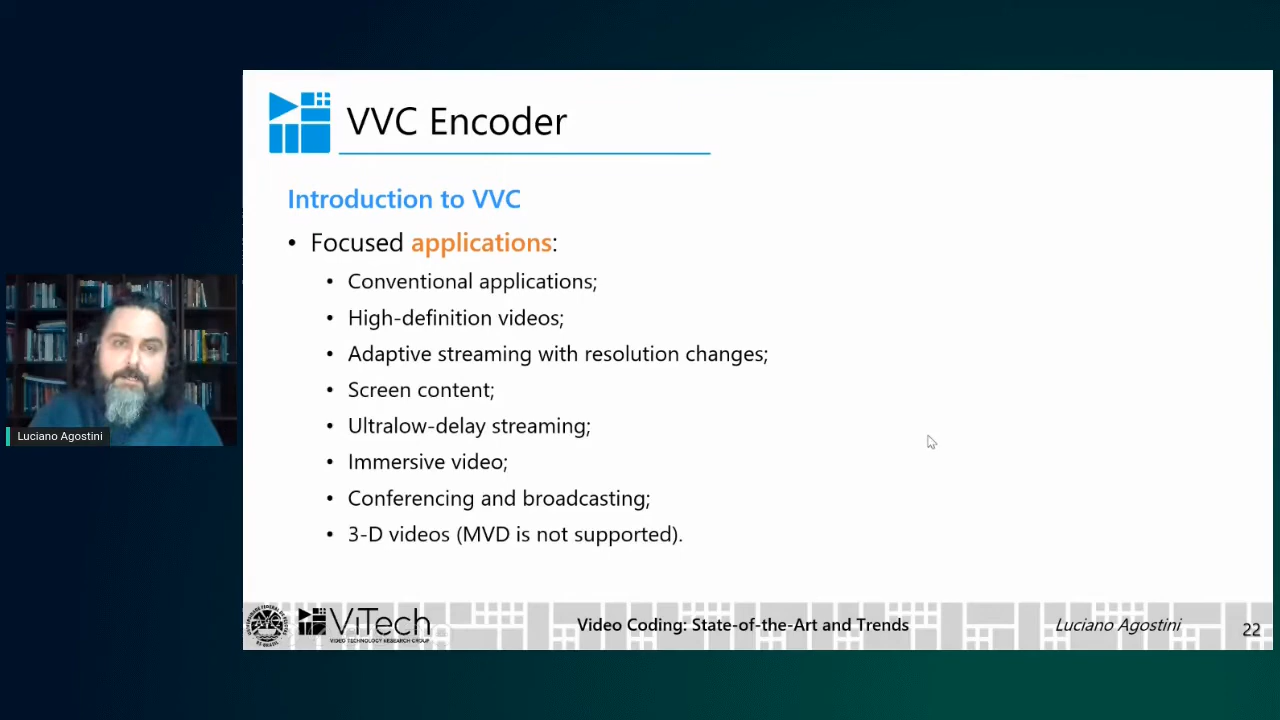 VVC Encoder
Introduction to VVC
• Focused applications:
• Conventional applications;
• High-definition videos;
• Adaptive streaming with resolution changes;
• Screen content;
• Ultralow-delay streaming;
• Immersive video;
• Conferencing and broadcasting;
• 3-D videos (MVD is not supported).
Luciano Agostini
ViTech
VIDEO TECHNOLOGY RESEARCH GROUP
Video Coding: State-of-the-Art and Trends
Luciano Agostini
22